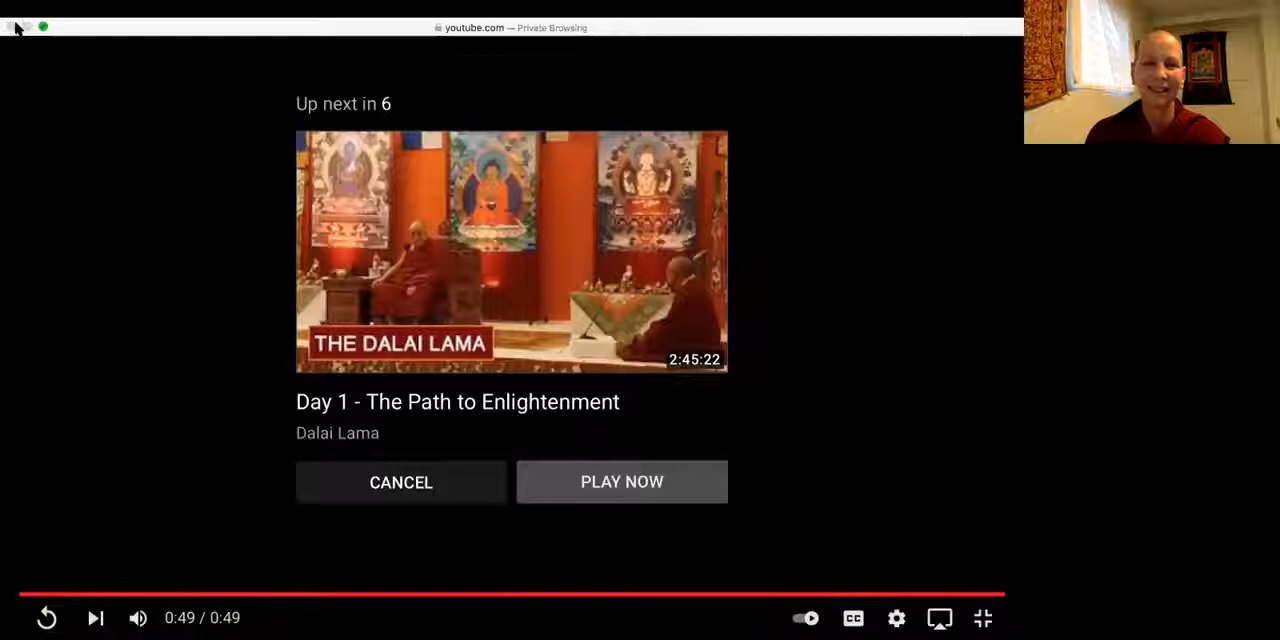 youtube.com — Private Browsing
Up next in 6
THE DALAI LAMA
2:45:22
Day 1 - The Path to Enlightenment
Dalai Lama
CANCEL
PLAY NOW
0:49 / 0:49
CC